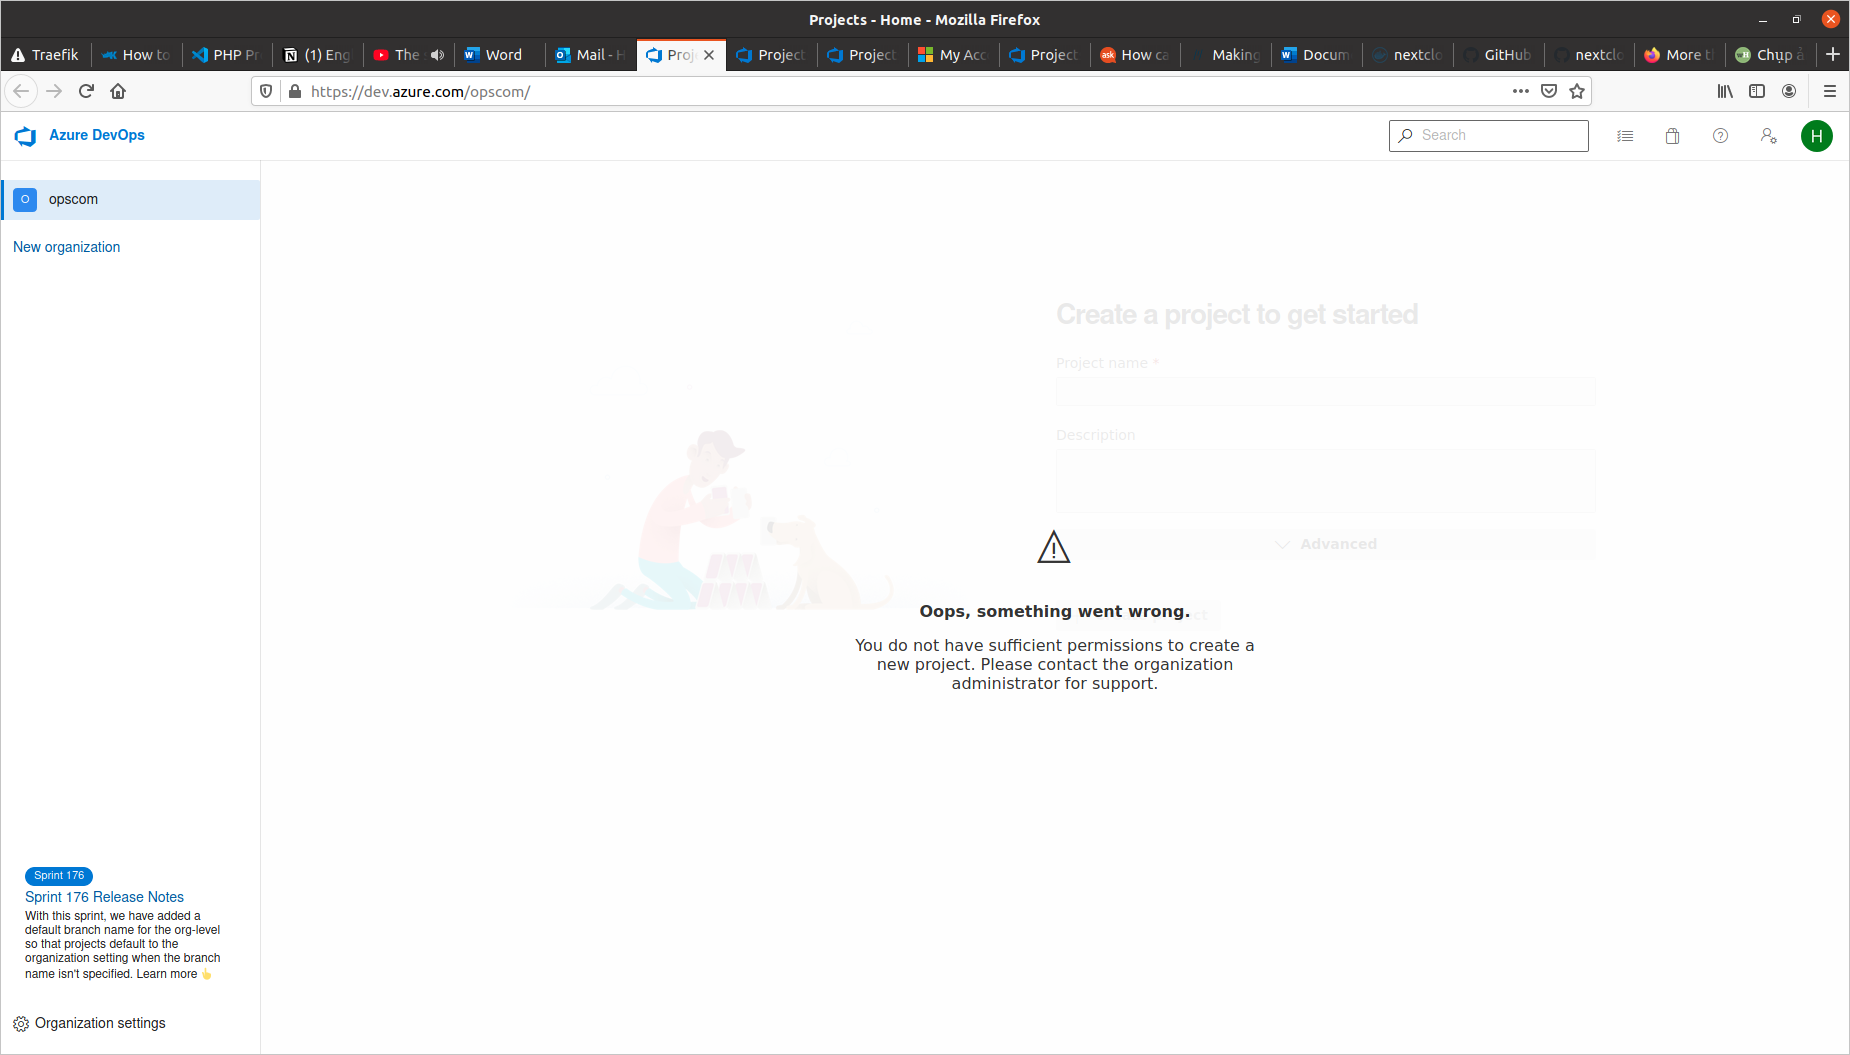 Projects - Home - Mozilla Firefox
Traefik
How to
PHP Pr
(1) Eng
The
Word
Mail - H
Proj
Project
Project
My Acc
Project
How ca
Making
Docum
nextclo
GitHub
nextclo
More t
Chụp ả
https://dev.azure.com/opscom/
Azure DevOps
Search
H
O opscom
New organization
Create a project to get started
Project name *
Description
Advanced
Oops, something went wrong.
You do not have sufficient permissions to create a
new project. Please contact the organization
administrator for support.
Sprint 176
Sprint 176 Release Notes
With this sprint, we have added a
default branch name for the org-level
so that projects default to the
organization setting when the branch
name isn't specified. Learn more
Organization settings